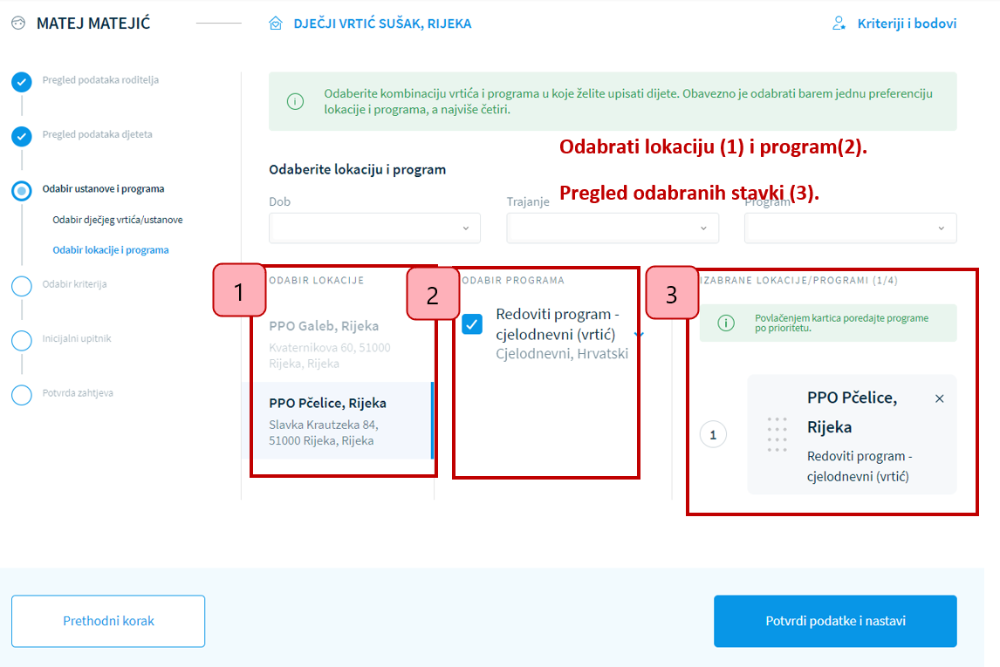 MATEJ MATEJIĆ
DJEČJI VRTIĆ SUŠAK, RIJEKA
Kriteriji i bodovi
Pregled podataka roditelja
Pregled podataka djeteta
Odabir ustanove i programa
Odabir dječjeg vrtića/ustanove
Odabir lokacije i programa
Odabir kriterija
Inicijalni upitnik
Potvrda zahtjeva
Odaberite kombinaciju vrtića i programa u koje želite upisati dijete. Obavezno je odabrati barem jednu preferenciju
lokacije i programa, a najviše četiri.
Odabrati lokaciju (1) i program(2).
Odaberite lokaciju i program
Pregled odabranih stavki (3).
Dob
Trajanje
Program
1
ODABIR LOKACIJE
PPO Galeb, Rijeka
Kvaternikova 60, 51000
Rijeka, Rijeka
PPO Pčelice, Rijeka
Slavka Krautzeka 84,
51000 Rijeka, Rijeka
2
ODABIR PROGRAMA
Redoviti program -
cjelodnevni (vrtić)
Cjelodnevni, Hrvatski
3
IZABRANE LOKACIJE/PROGRAMI (1/4)
Povlačenjem kartica poredajte programe
po prioritetu.
1
PPO Pčelice,
Rijeka
Redoviti program -
cjelodnevni (vrtić)
Prethodni korak
Potvrdi podatke i nastavi